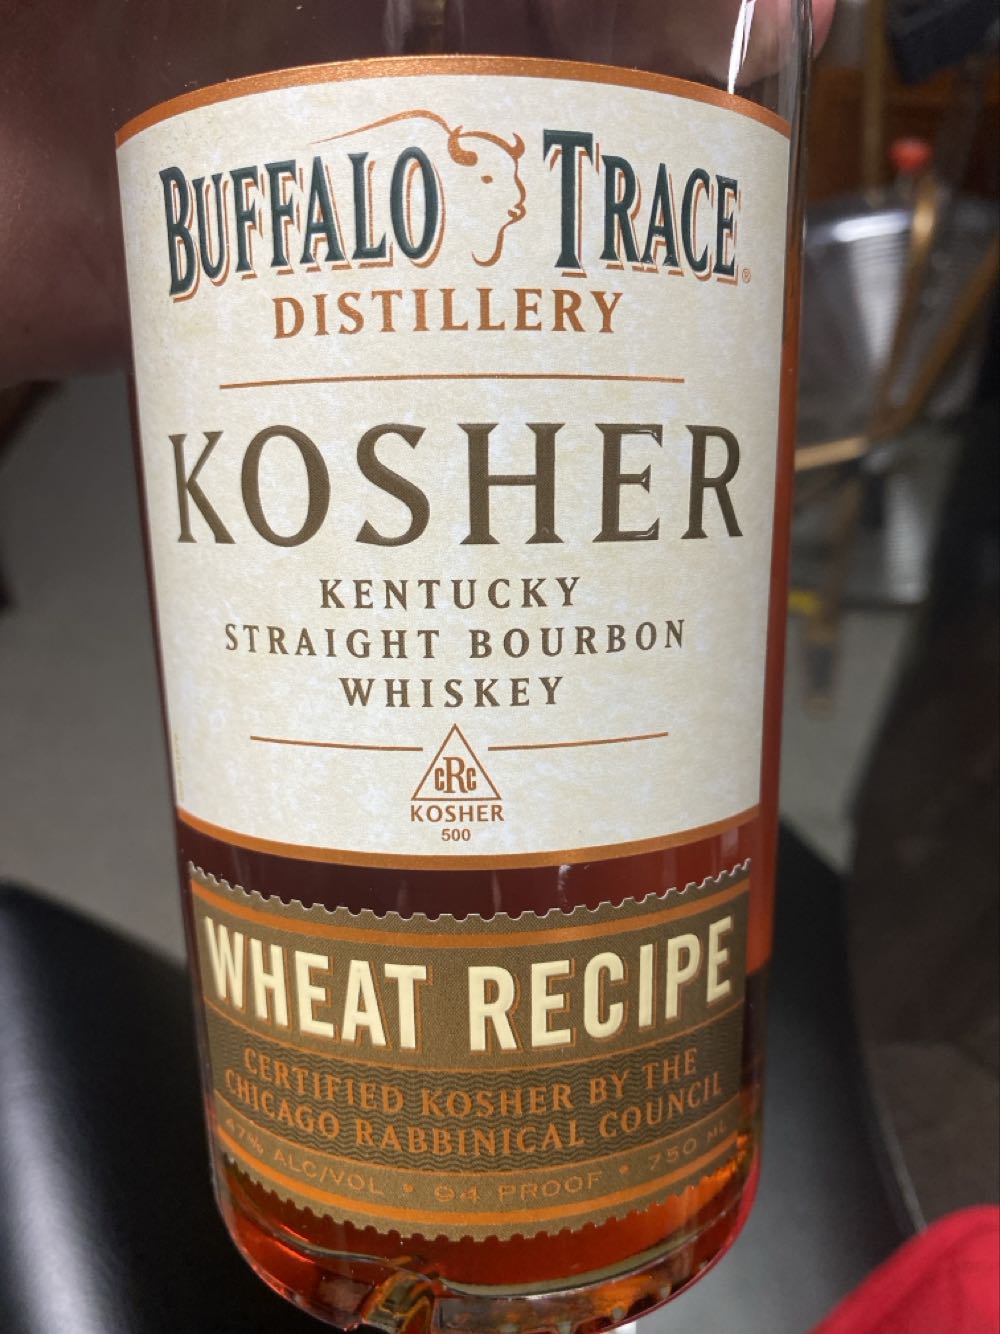 BUFFALO TRACE®
DISTILLERY
KOSHER
KENTUCKY
STRAIGHT BOURBON
WHISKEY
cRc
KOSHER
500
WHEAT RECIPE
CERTIFIED KOSHER BY THE
CHICAGO RABBINICAL COUNCIL
47% ALC/VOL • 94 PROOF • 750 ML